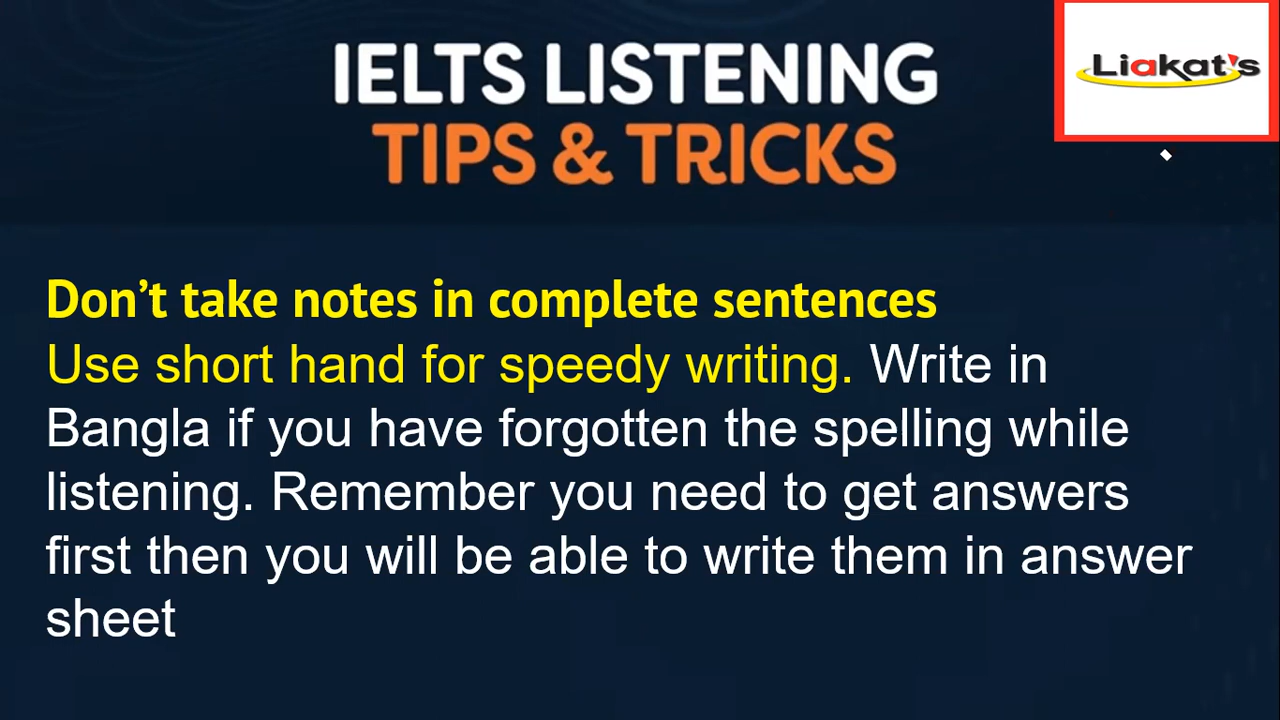 IELTS LISTENING
TIPS & TRICKS
Liakat's
Don’t take notes in complete sentences
Use short hand for speedy writing. Write in
Bangla if you have forgotten the spelling while
listening. Remember you need to get answers
first then you will be able to write them in answer
sheet